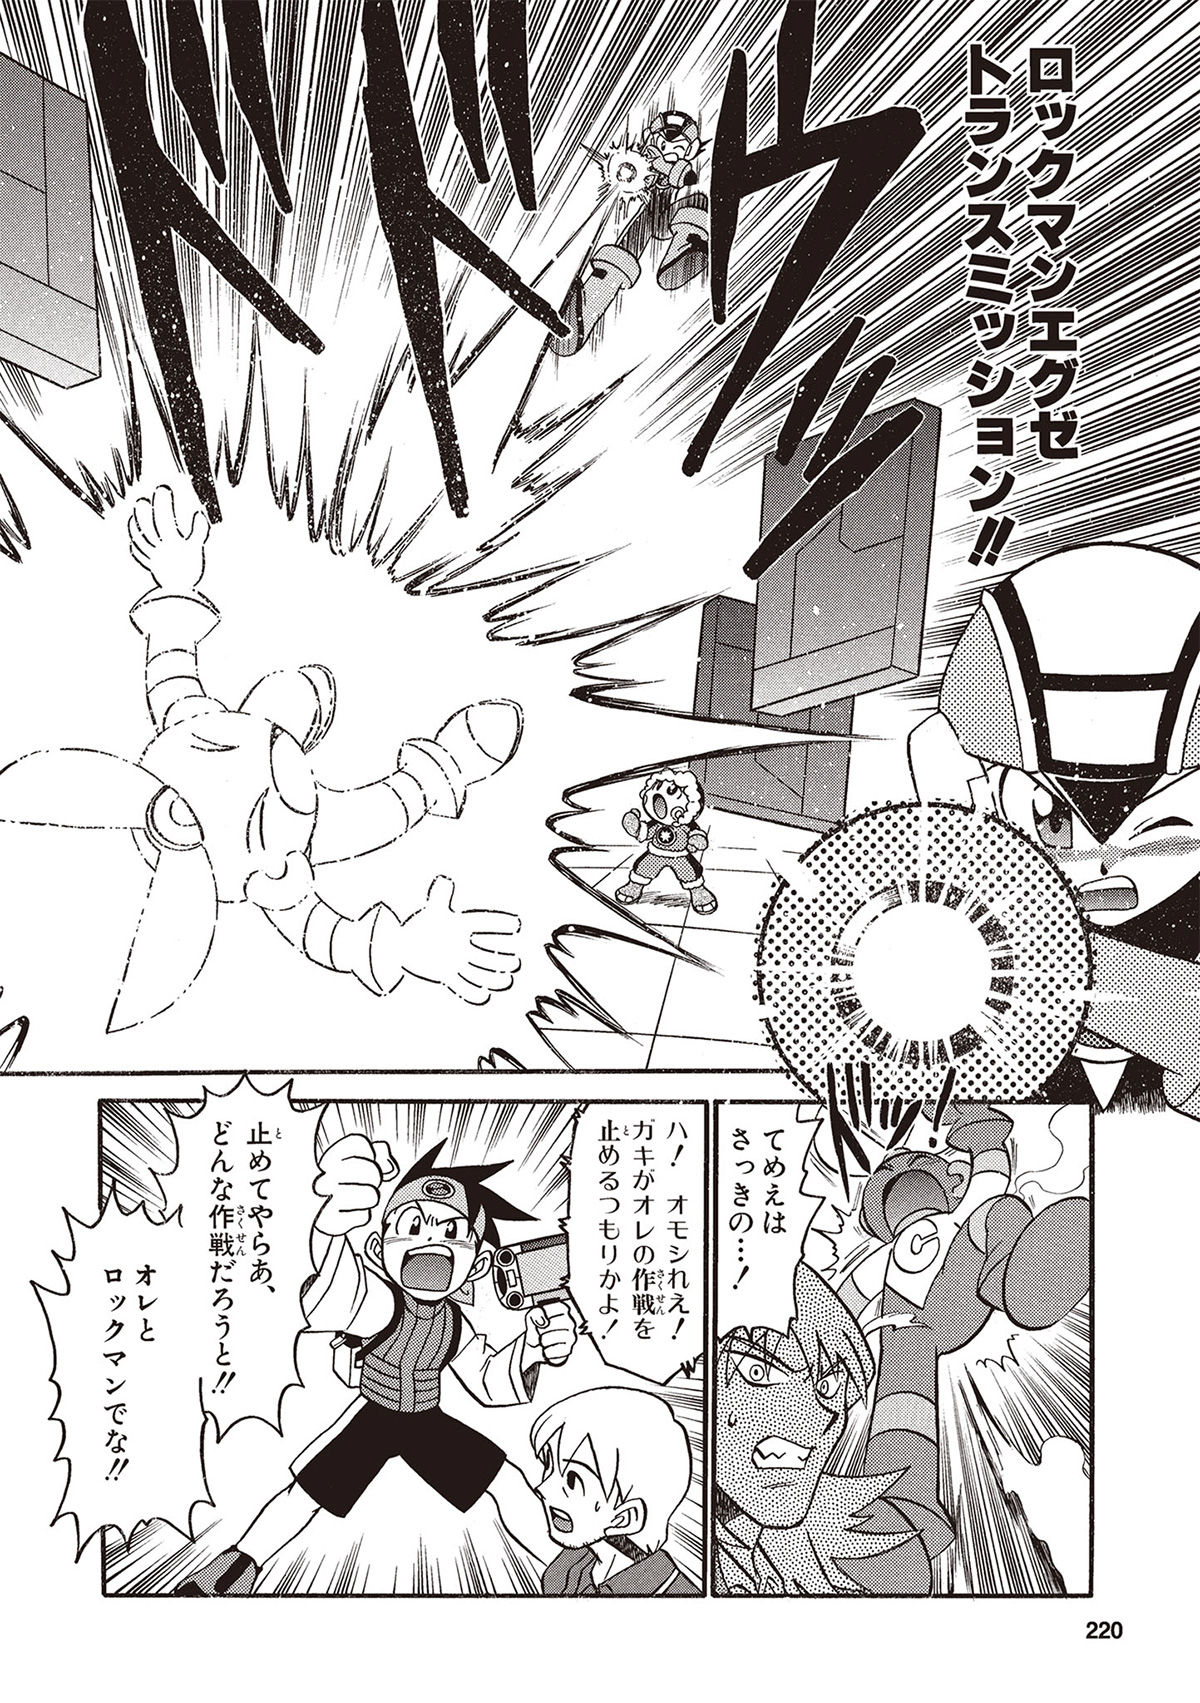 ロックマンエグゼ
トランスミッション!!
てめえは
さっきの…!
ハ! オモシれえ!
ガキがオレの作戦を
止めるつもりかよ!
止めてやらあ、
どんな作戦だろうと!!
オレと
ロックマンでな!!
220